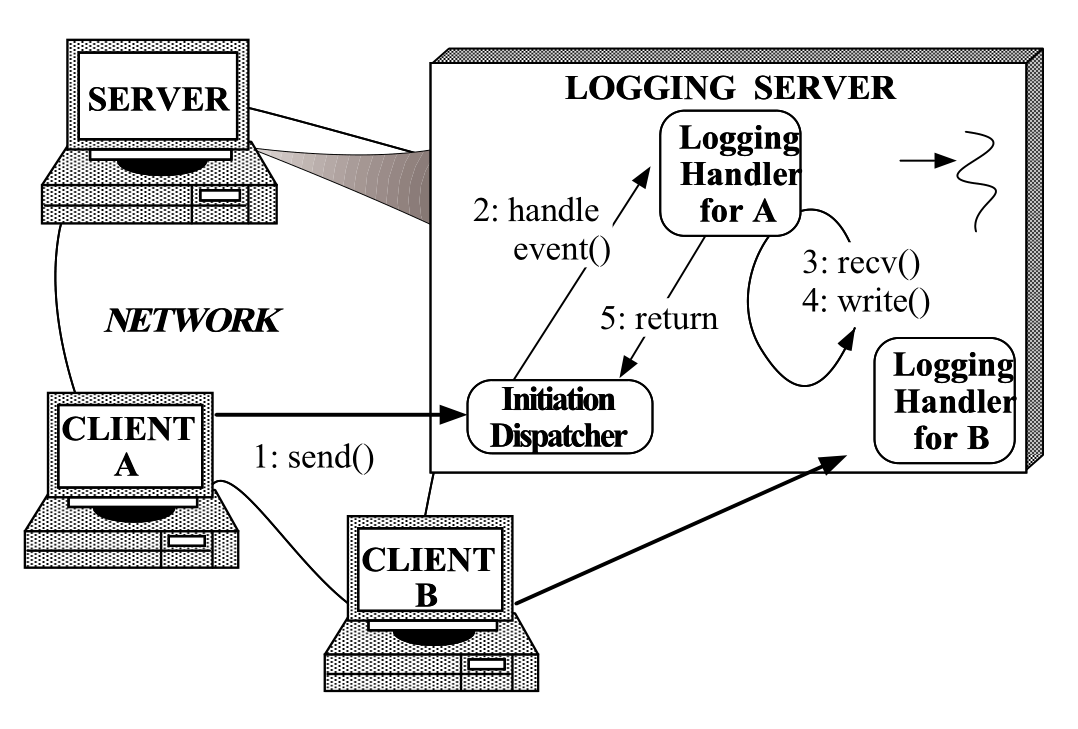 SERVER
LOGGING SERVER
Logging
Handler
for A
2: handle
event()
3: recv()
4: write()
5: return
NETWORK
Logging
Handler
for B
Initiation
Dispatcher
CLIENT
A
1: send()
CLIENT
B